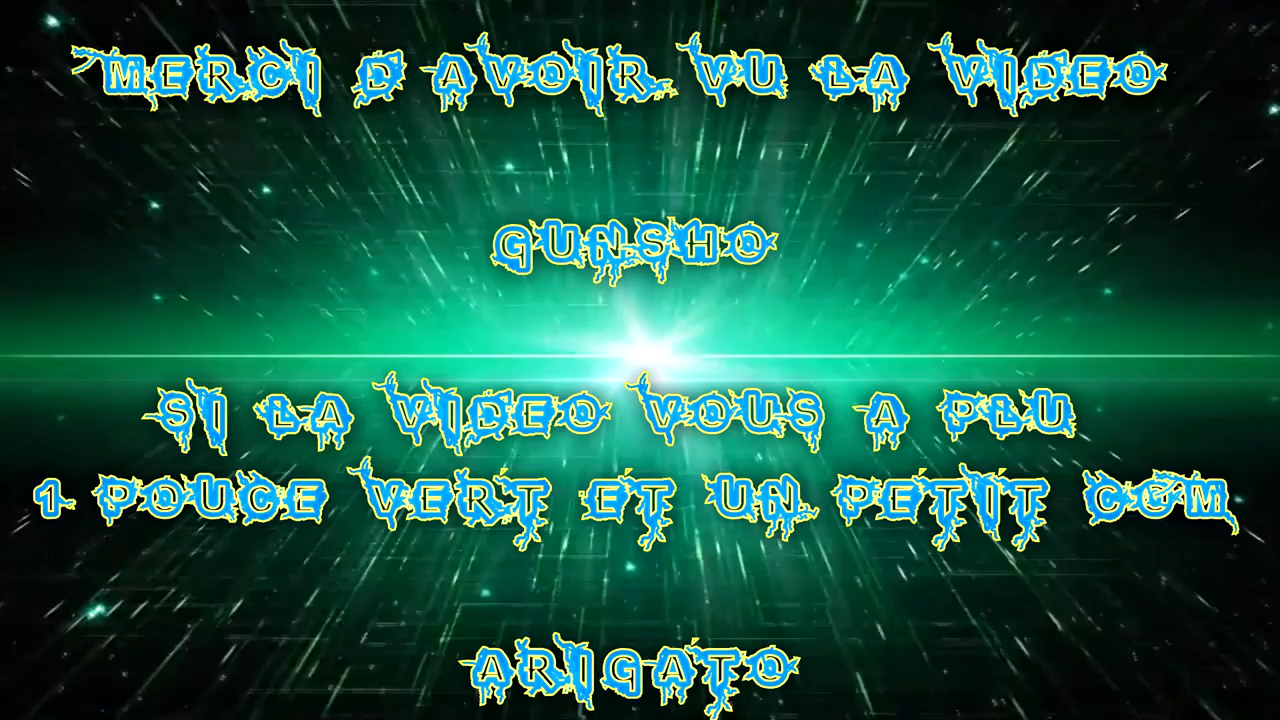 MERCI D AVOIR VU LA VIDEO
GUNSHO
SI LA VIDEO VOUS A PLU
1 POUCE VERT ET UN PETIT COM
ARIGATO